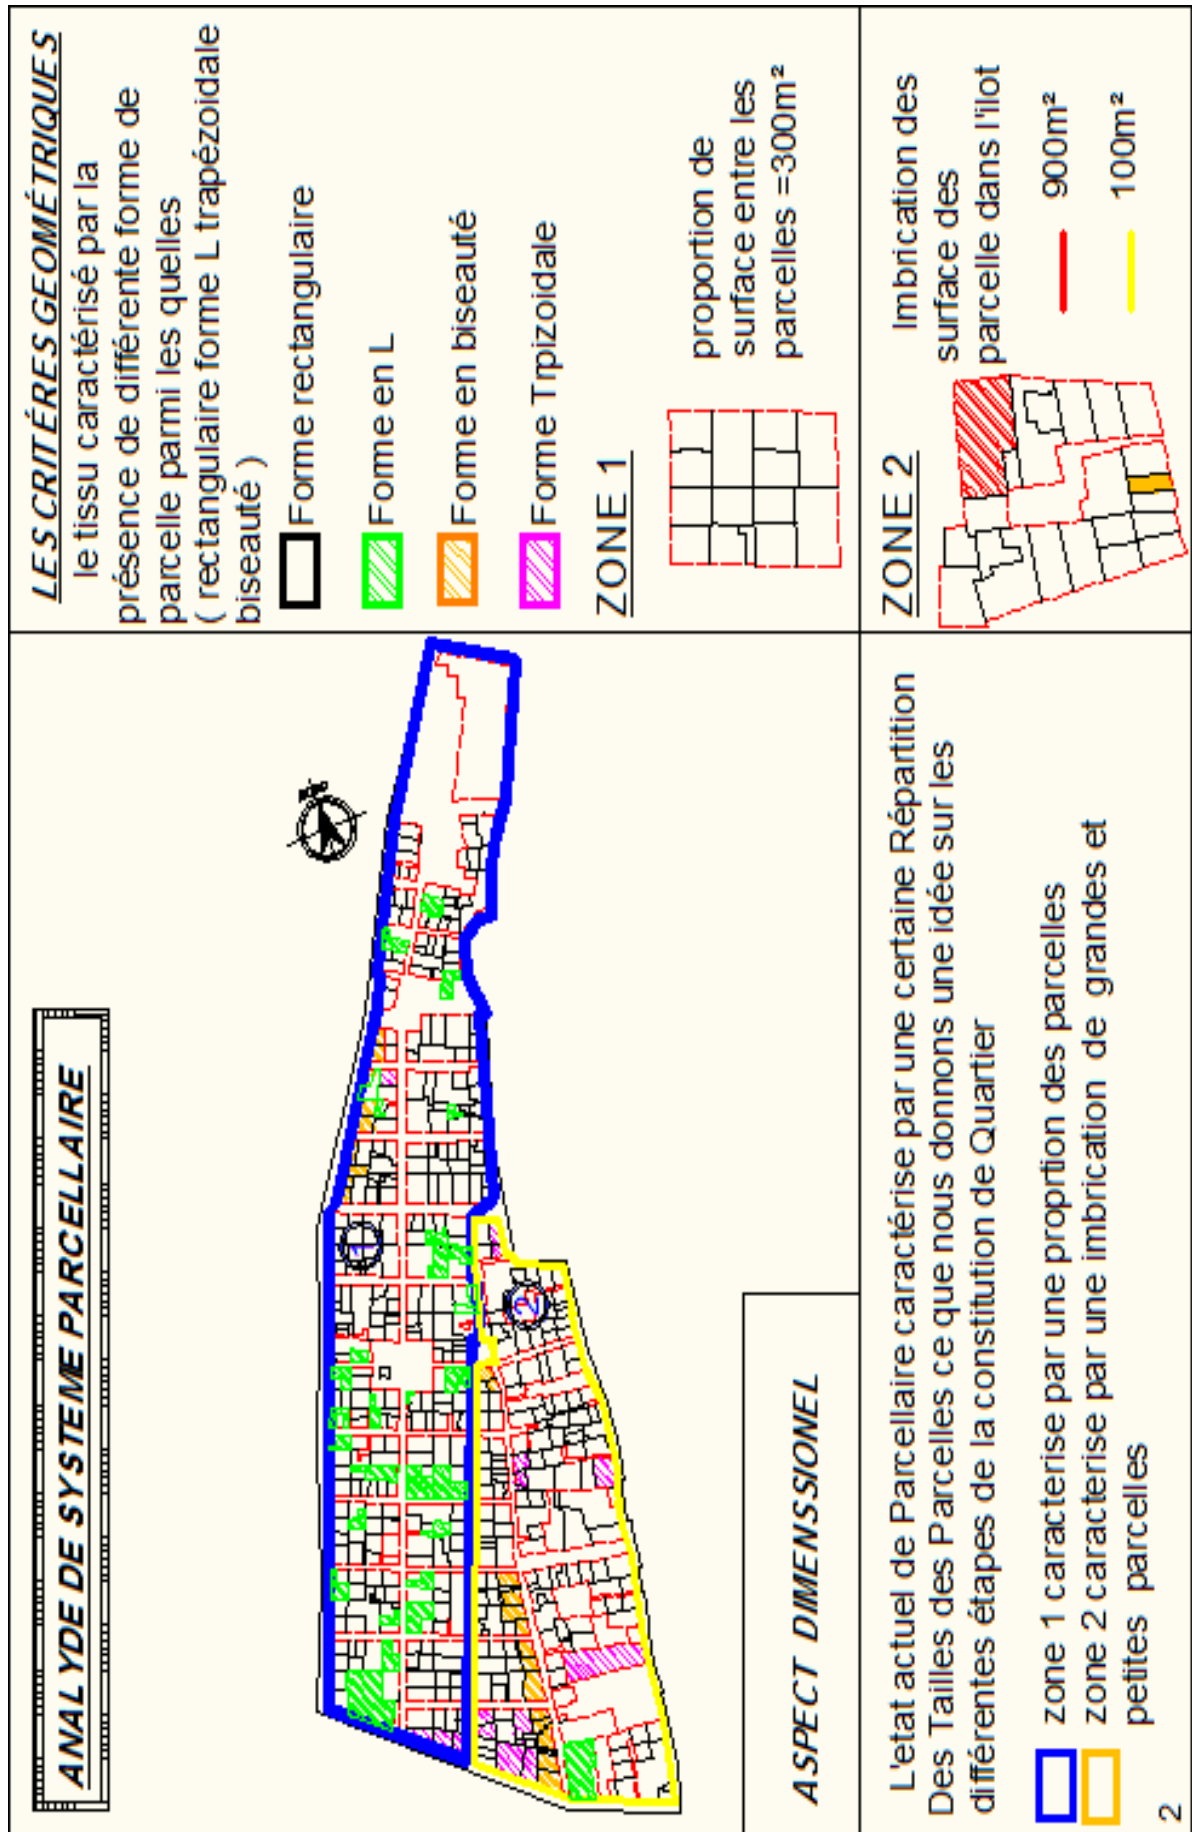 ANALYDE DE SYSTEME PARCELLAIRE
1
2
ASPECT DIMENSSIONEL
L'etat actuel de Parcellaire caractérise par une certaine Répartition
Des Tailles des Parcelles ce que nous donnons une idée sur les
différentes étapes de la constitution de Quartier
zone 1 caracterise par une proprtion des parcelles
zone 2 caracterise par une imbrication de grandes et
petites parcelles
2
LES CRITÉRES GEOMÉTRIQUES
le tissu caractérisé par la
présence de différente forme de
parcelle parmi les quelles
( rectangulaire forme L trapézoidale
biseauté )
Forme rectangulaire
Forme en L
Forme en biseauté
Forme Trpizoidale
ZONE 1
proportion de
surface entre les
parcelles =300m²
ZONE 2
Imbrication des
surface des
parcelle dans l'ilot
900m²
100m²